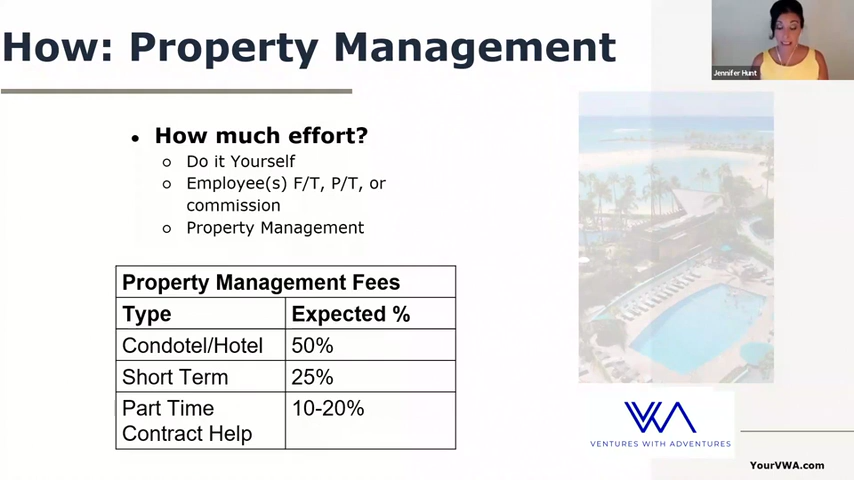 How: Property Management
Jennifer Hunt
• How much effort?
○ Do it Yourself
○ Employee(s) F/T, P/T, or
commission
○ Property Management
Property Management Fees
Type Expected %
Condotel/Hotel 50%
Short Term 25%
Part Time 10-20%
Contract Help
VWA
VENTURES WITH ADVENTURES
YourVWA.com